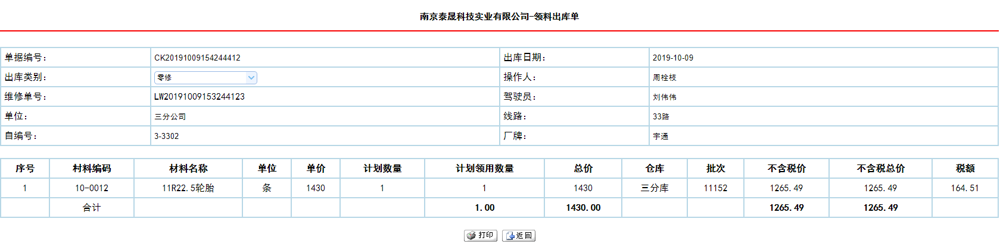 南京泰晟科技实业有限公司-领料出库单
单据编号： CK20191009154244412 出库日期： 2019-10-09
出库类别： 零修 操作人： 周栓枝
维修单号： LW20191009153244123 驾驶员： 刘伟伟
单位： 三分公司 线路： 33路
自编号： 3-3302 厂牌： 宇通
序号 村料编码 材料名称 单位 单价 计划数量 计划领用数量 总价 仓库 批次 不含税价 不含税总价 税额
1 10-0012 11R22.5轮胎 条 1430 1 1 1430 三分库 11152 1265.49 1265.49 164.51
合计 1.00 1430.00 1265.49 1265.49
打印 返回